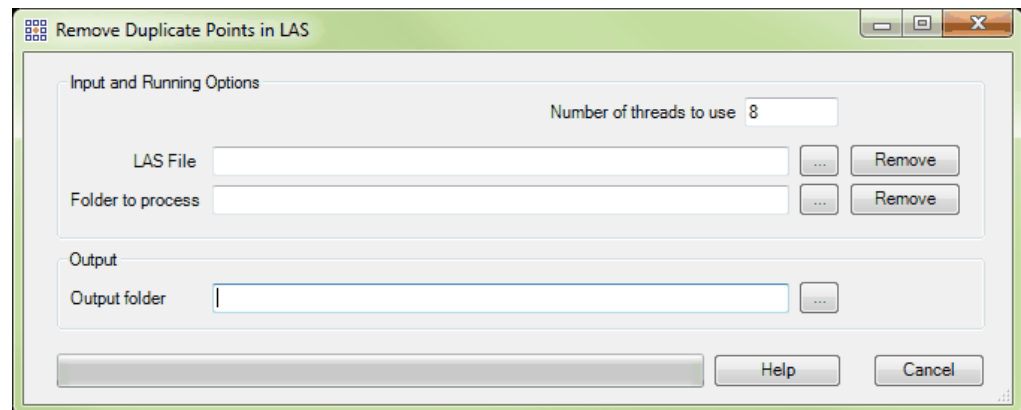 Remove Duplicate Points in LAS
Input and Running Options
Number of threads to use 8
LAS File ... Remove
Folder to process ... Remove
Output
Output folder ...
Help Cancel